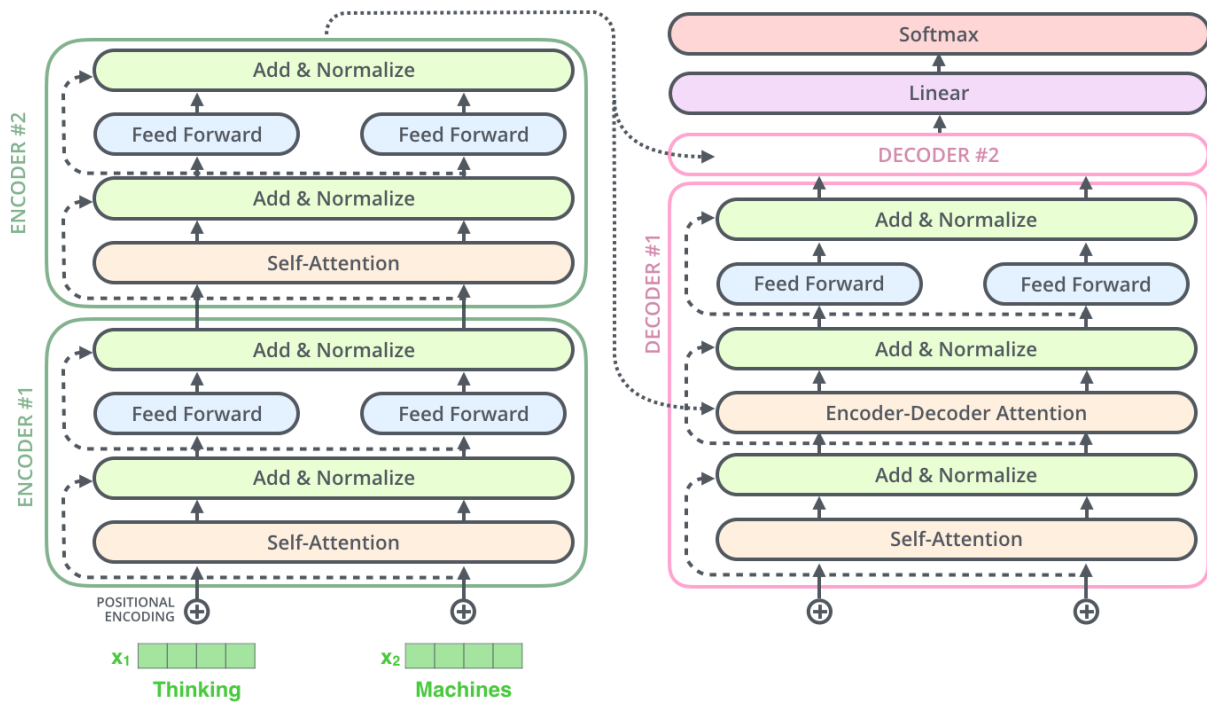 ENCODER #2
Add & Normalize
Feed Forward
Feed Forward
Add & Normalize
Self-Attention
ENCODER #1
Add & Normalize
Feed Forward
Feed Forward
Add & Normalize
Self-Attention
POSITIONAL
ENCODING
x₁
x₂
Thinking
Machines
Softmax
Linear
DECODER #2
DECODER #1
Add & Normalize
Feed Forward
Feed Forward
Add & Normalize
Encoder-Decoder Attention
Add & Normalize
Self-Attention